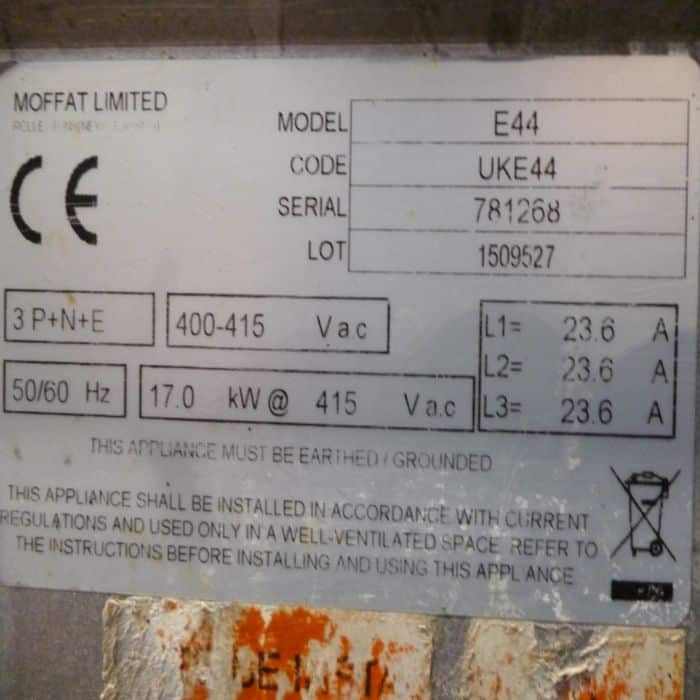 MOFFAT LIMITED
MODEL E44
CE
CODE UKE44
SERIAL 781268
LOT 1509527
3 P+N+E 400-415 Vac L1= 23.6 A
L2= 23.6 A
50/60 Hz 17.0 kW @ 415 Va.c L3= 23.6 A
THIS APPLIANCE MUST BE EARTHED / GROUNDED
THIS APPLIANCE SHALL BE INSTALLED IN ACCORDANCE WITH CURRENT
REGULATIONS AND USED ONLY IN A WELL-VENTILATED SPACE REFER TO
THE INSTRUCTIONS BEFORE INSTALLING AND USING THIS APPLIANCE